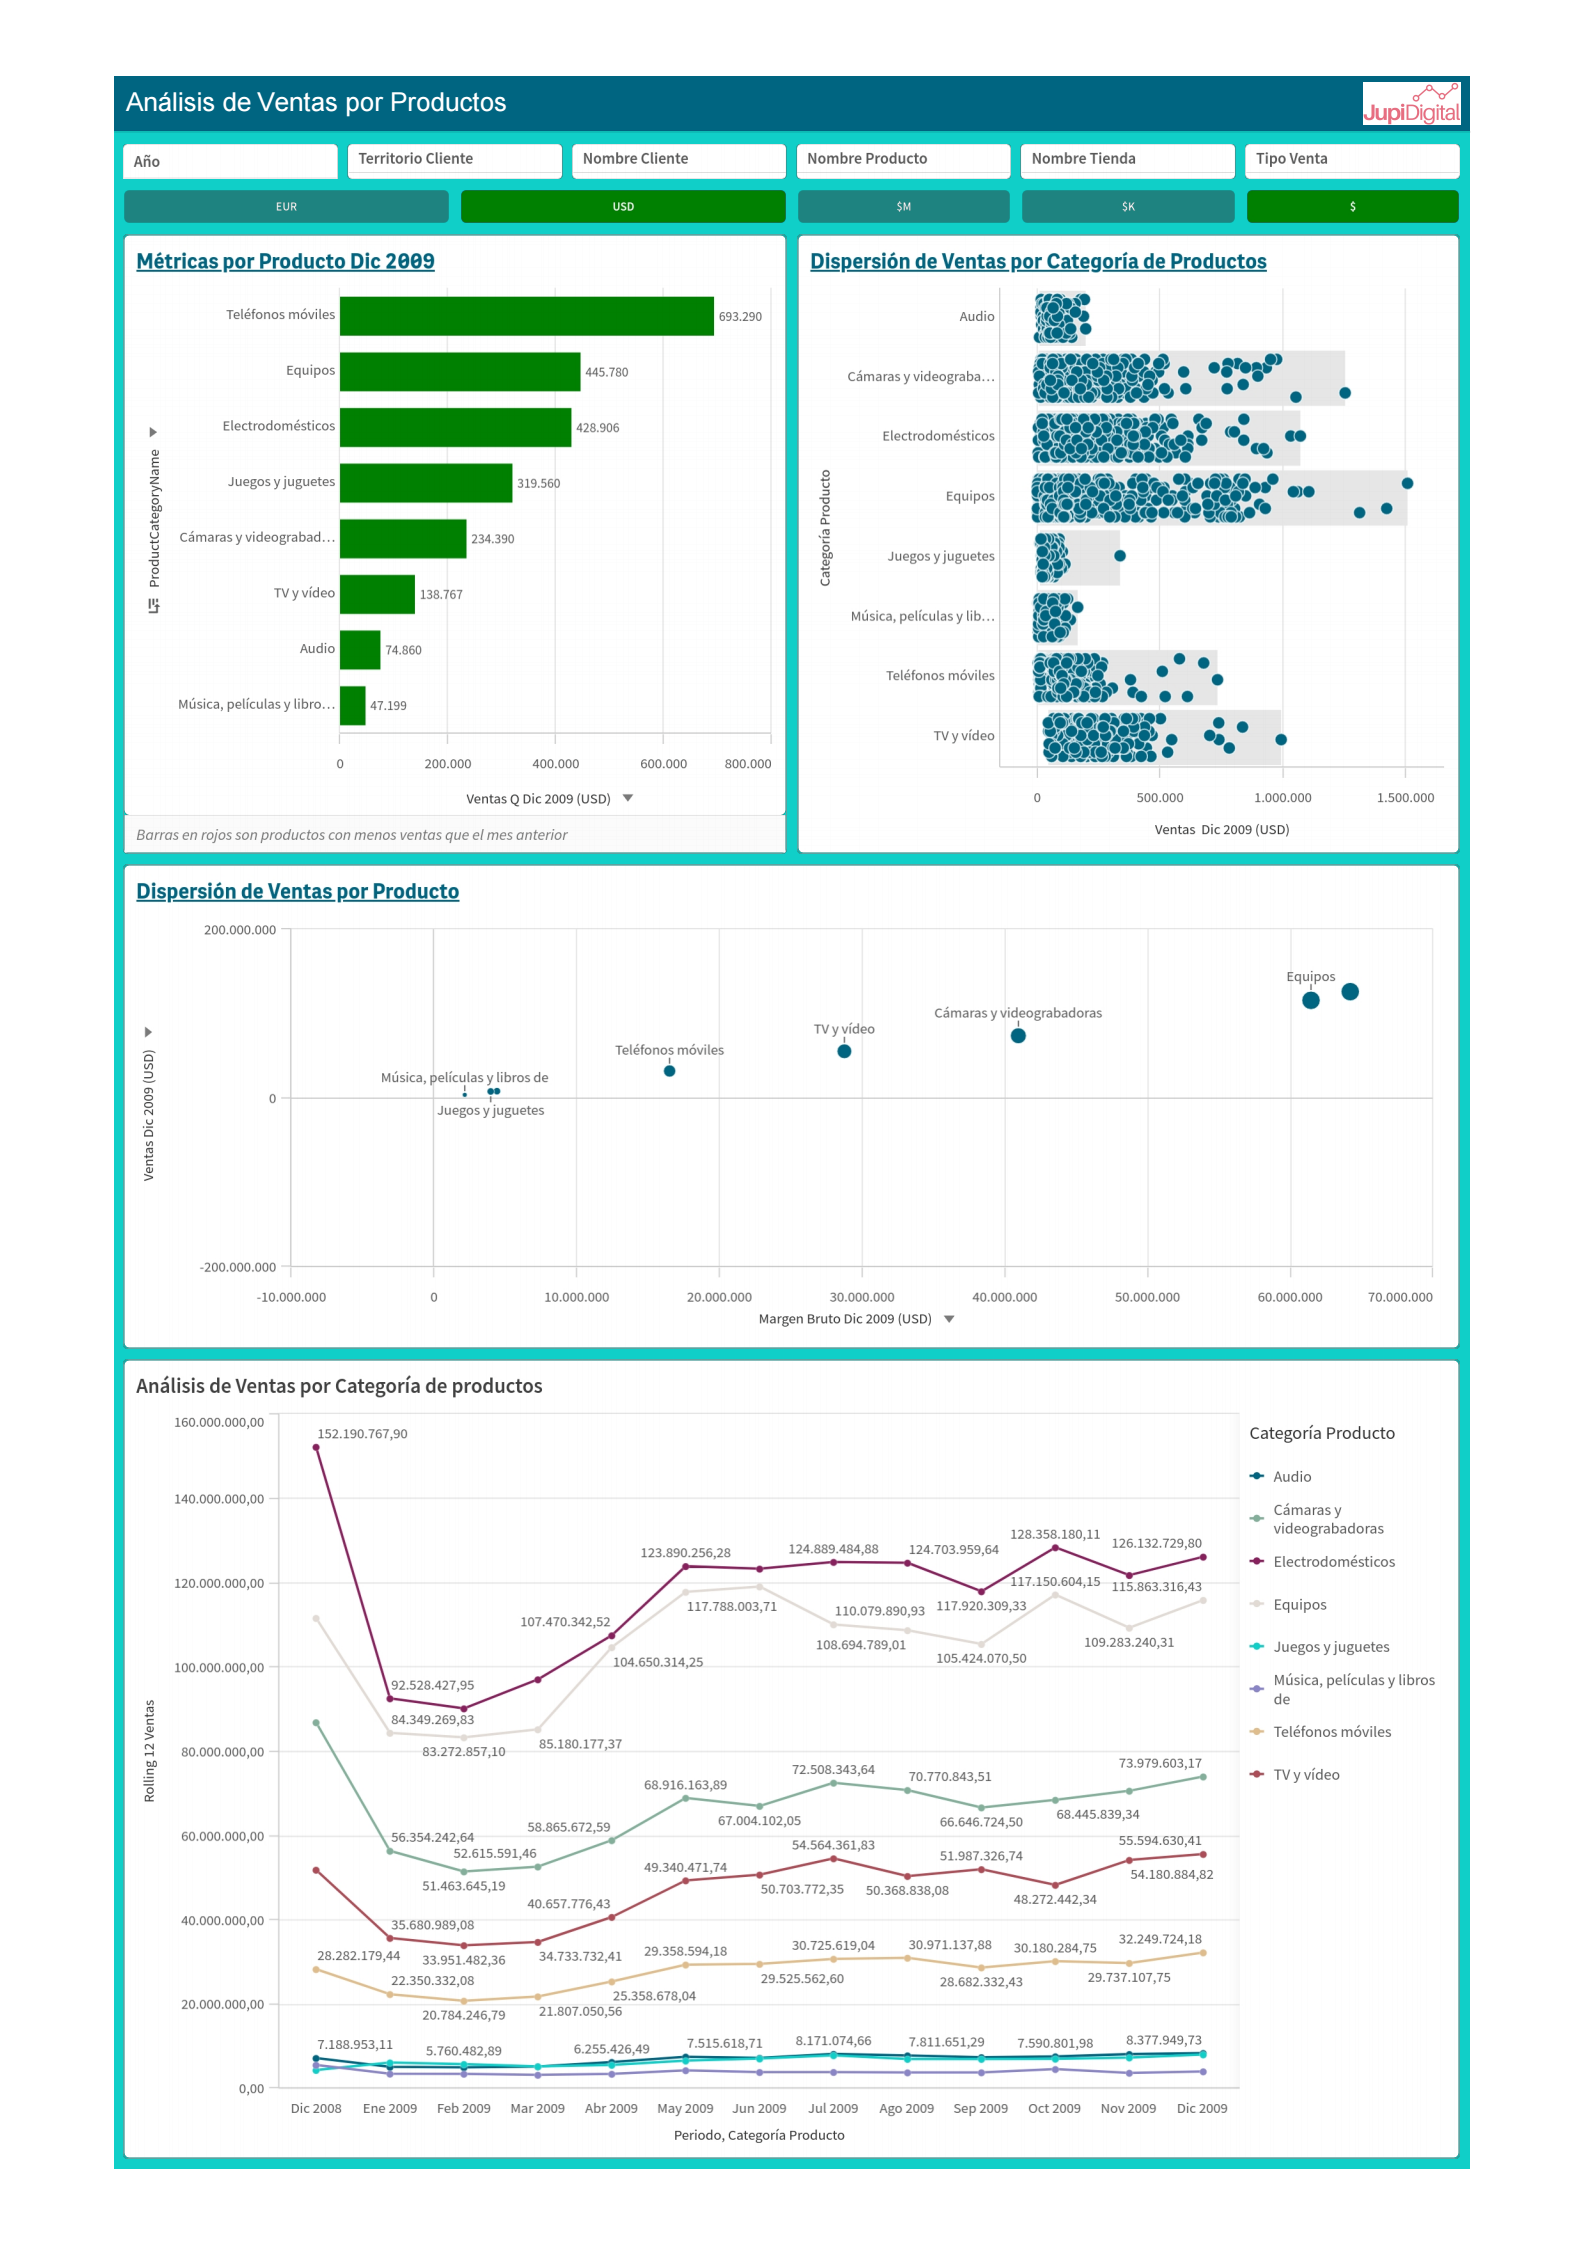 Análisis de Ventas por Productos
JupiDigital
Año
Territorio Cliente
Nombre Cliente
Nombre Producto
Nombre Tienda
Tipo Venta
EUR
USD
$M
$K
$
Métricas por Producto Dic 2009
ProductCategoryName
Teléfonos móviles
693.290
Equipos
445.780
Electrodomésticos
428.906
Juegos y juguetes
319.560
Cámaras y videograbad…
234.390
TV y vídeo
138.767
Audio
74.860
Música, películas y libro…
47.199
0
200.000
400.000
600.000
800.000
Ventas Q Dic 2009 (USD)
Barras en rojos son productos con menos ventas que el mes anterior
Dispersión de Ventas por Categoría de Productos
Categoría Producto
Audio
Cámaras y videograba…
Electrodomésticos
Equipos
Juegos y juguetes
Música, películas y lib…
Teléfonos móviles
TV y vídeo
0
500.000
1.000.000
1.500.000
Ventas Dic 2009 (USD)
Dispersión de Ventas por Producto
Ventas Dic 2009 (USD)
200.000.000
0
-200.000.000
Equipos
Cámaras y videograbadoras
TV y vídeo
Teléfonos móviles
Música, películas y libros de
Juegos y juguetes
-10.000.000
0
10.000.000
20.000.000
30.000.000
40.000.000
50.000.000
60.000.000
70.000.000
Margen Bruto Dic 2009 (USD)
Análisis de Ventas por Categoría de productos
Rolling 12 Ventas
160.000.000,00
140.000.000,00
120.000.000,00
100.000.000,00
80.000.000,00
60.000.000,00
40.000.000,00
20.000.000,00
0,00
152.190.767,90
92.528.427,95
107.470.342,52
123.890.256,28
124.889.484,88
124.703.959,64
117.920.309,33
128.358.180,11
126.132.729,80
84.349.269,83
83.272.857,10
85.180.177,37
104.650.314,25
117.788.003,71
110.079.890,93
108.694.789,01
105.424.070,50
117.150.604,15
109.283.240,31
115.863.316,43
56.354.242,64
51.463.645,19
52.615.591,46
58.865.672,59
68.916.163,89
67.004.102,05
72.508.343,64
70.770.843,51
66.646.724,50
68.445.839,34
73.979.603,17
35.680.989,08
33.951.482,36
34.733.732,41
40.657.776,43
49.340.471,74
50.703.772,35
54.564.361,83
50.368.838,08
51.987.326,74
48.272.442,34
54.180.884,82
55.594.630,41
28.282.179,44
22.350.332,08
20.784.246,79
21.807.050,56
25.358.678,04
29.358.594,18
29.525.562,60
30.725.619,04
30.971.137,88
28.682.332,43
30.180.284,75
29.737.107,75
32.249.724,18
7.188.953,11
5.760.482,89
6.255.426,49
7.515.618,71
8.171.074,66
7.811.651,29
7.590.801,98
8.377.949,73
Dic 2008
Ene 2009
Feb 2009
Mar 2009
Abr 2009
May 2009
Jun 2009
Jul 2009
Ago 2009
Sep 2009
Oct 2009
Nov 2009
Dic 2009
Periodo, Categoría Producto
Categoría Producto
Audio
Cámaras y
videograbadoras
Electrodomésticos
Equipos
Juegos y juguetes
Música, películas y libros
de
Teléfonos móviles
TV y vídeo